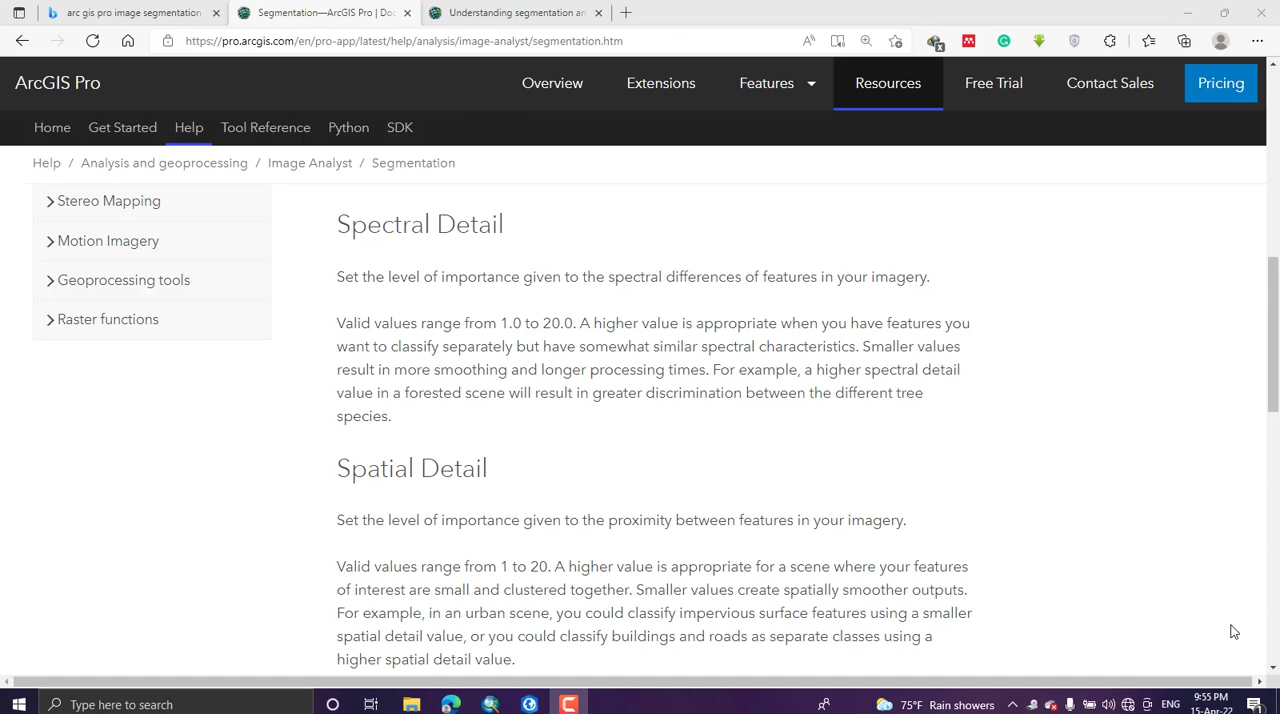 arc gis pro image segmentation
Segmentation—ArcGIS Pro | Doc
Understanding segmentation an
https://pro.arcgis.com/en/pro-app/latest/help/analysis/image-analyst/segmentation.htm
ArcGIS Pro
Overview
Extensions
Features
Resources
Free Trial
Contact Sales
Pricing
Home
Get Started
Help
Tool Reference
Python
SDK
Help / Analysis and geoprocessing / Image Analyst / Segmentation
Stereo Mapping
Motion Imagery
Geoprocessing tools
Raster functions
Spectral Detail
Set the level of importance given to the spectral differences of features in your imagery.
Valid values range from 1.0 to 20.0. A higher value is appropriate when you have features you
want to classify separately but have somewhat similar spectral characteristics. Smaller values
result in more smoothing and longer processing times. For example, a higher spectral detail
value in a forested scene will result in greater discrimination between the different tree
species.
Spatial Detail
Set the level of importance given to the proximity between features in your imagery.
Valid values range from 1 to 20. A higher value is appropriate for a scene where your features
of interest are small and clustered together. Smaller values create spatially smoother outputs.
For example, in an urban scene, you could classify impervious surface features using a smaller
spatial detail value, or you could classify buildings and roads as separate classes using a
higher spatial detail value.
Type here to search
75°F Rain showers
ENG
9:55 PM
15-Apr-22